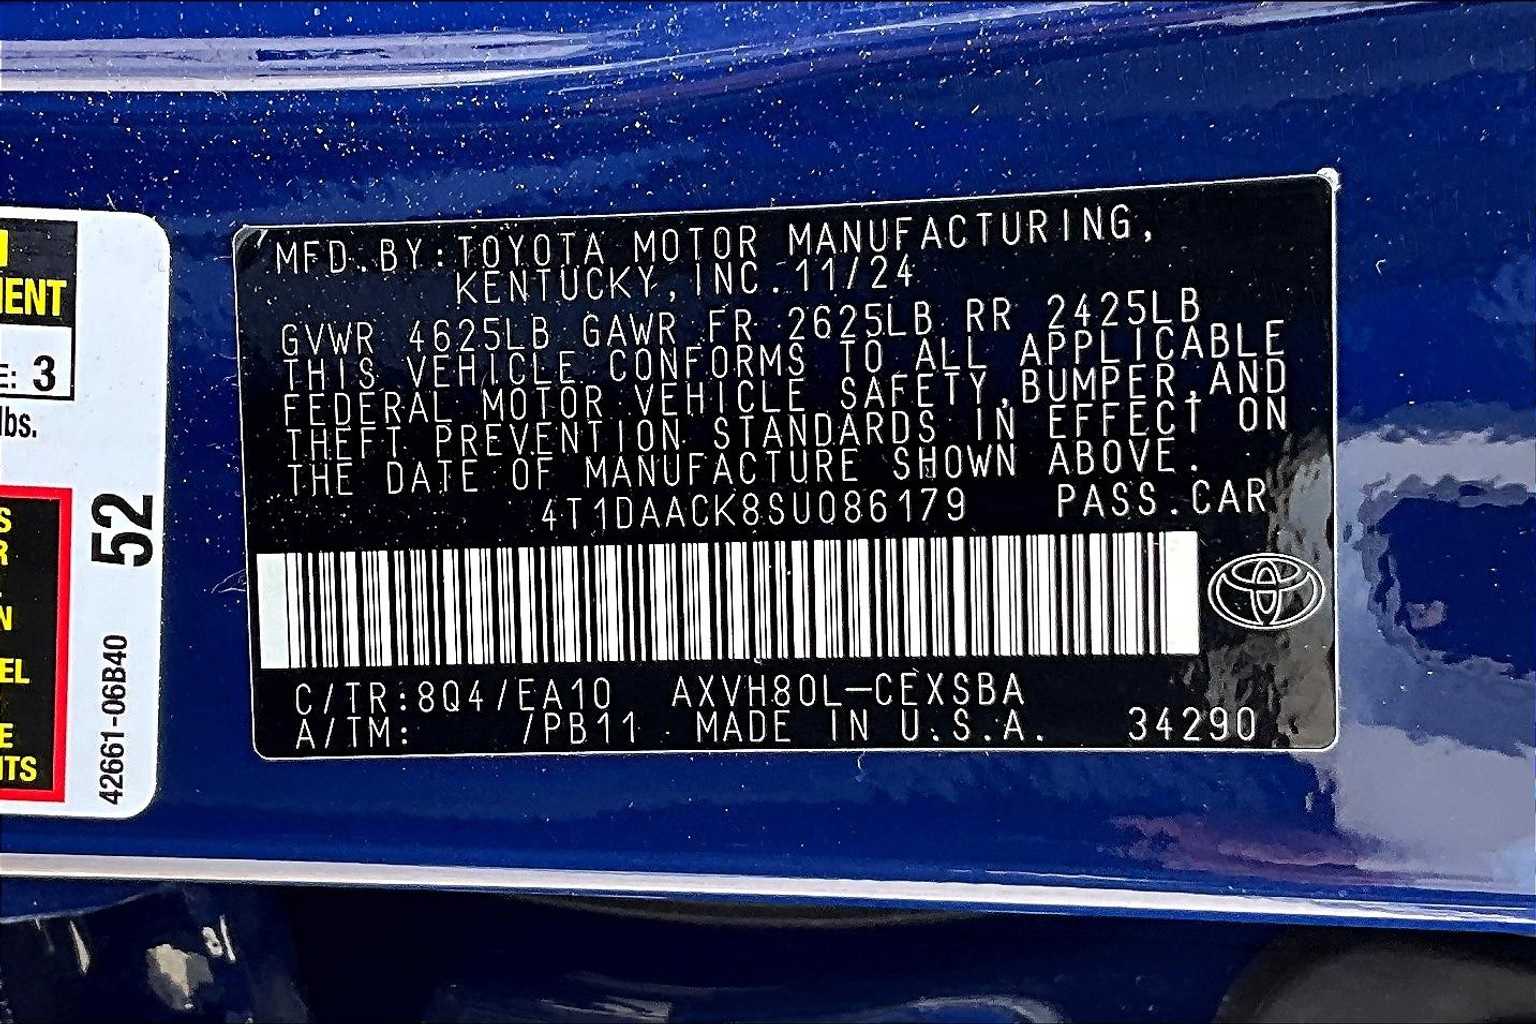 MFD.BY:TOYOTA MOTOR MANUFACTURING,
KENTUCKY,INC.11/24
GVWR 4625LB GAWR FR 2625LB RR 2425LB
THIS VEHICLE CONFORMS TO ALL APPLICABLE
FEDERAL MOTOR VEHICLE SAFETY,BUMPER,AND
THEFT PREVENTION STANDARDS IN EFFECT ON
THE DATE OF MANUFACTURE SHOWN ABOVE.
4T1DAACK8SU086179 PASS.CAR
C/TR:8Q4/EA10 AXVH80L-CEXSBA
A/TM: /PB11 MADE IN U.S.A. 34290
3
lbs.
52
42661-06B40